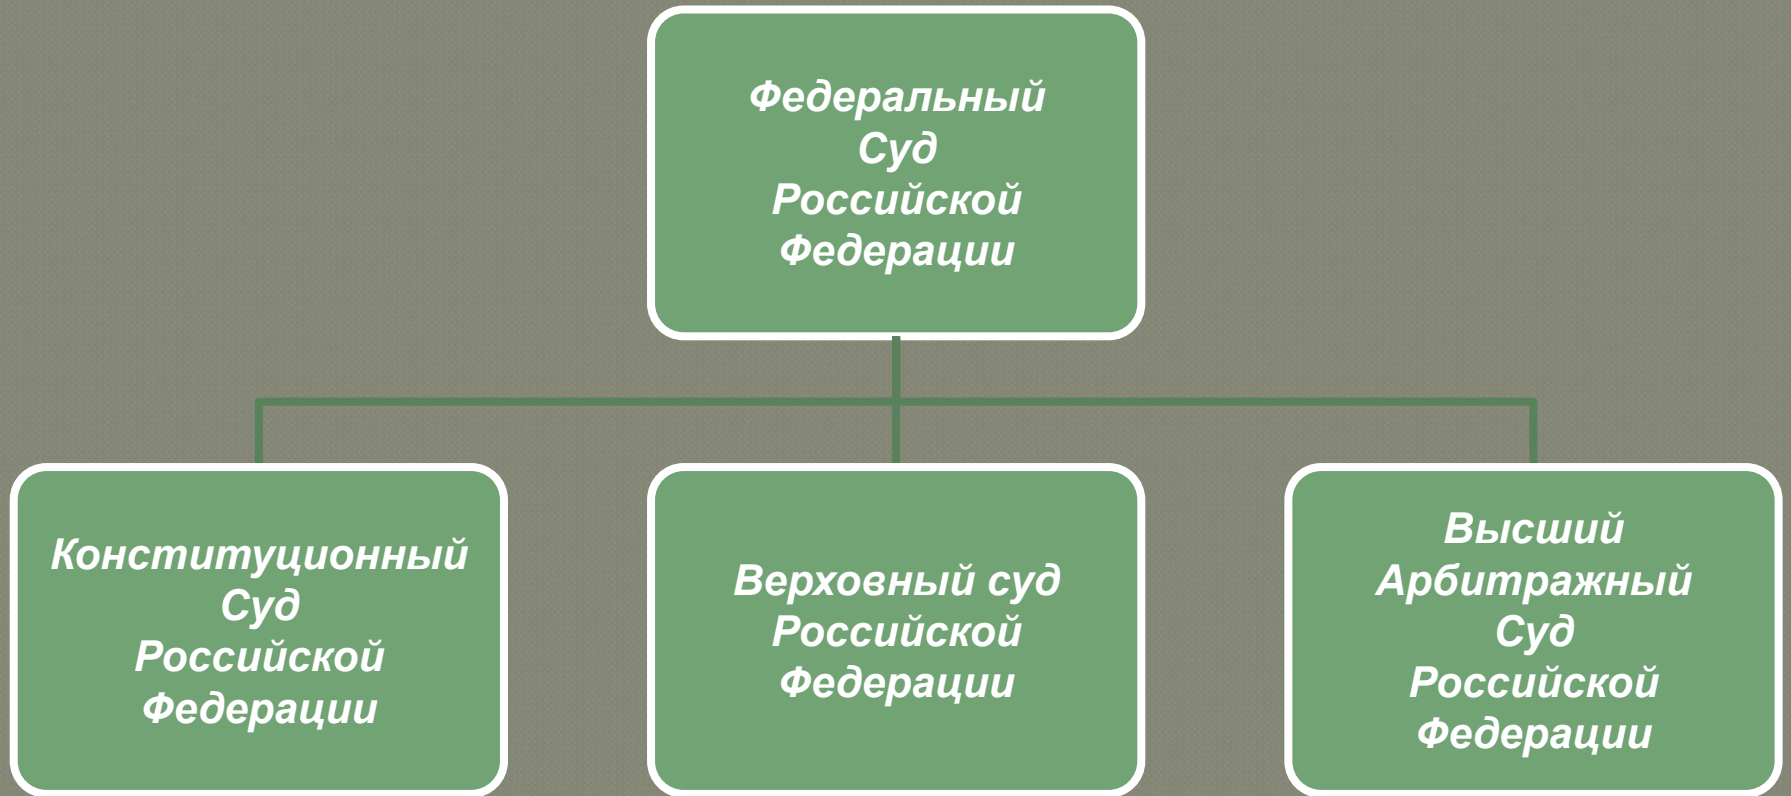 Федеральный
Суд
Российской
Федерации
Конституционный
Суд
Российской
Федерации
Верховный суд
Российской
Федерации
Высший
Арбитражный
Суд
Российской
Федерации